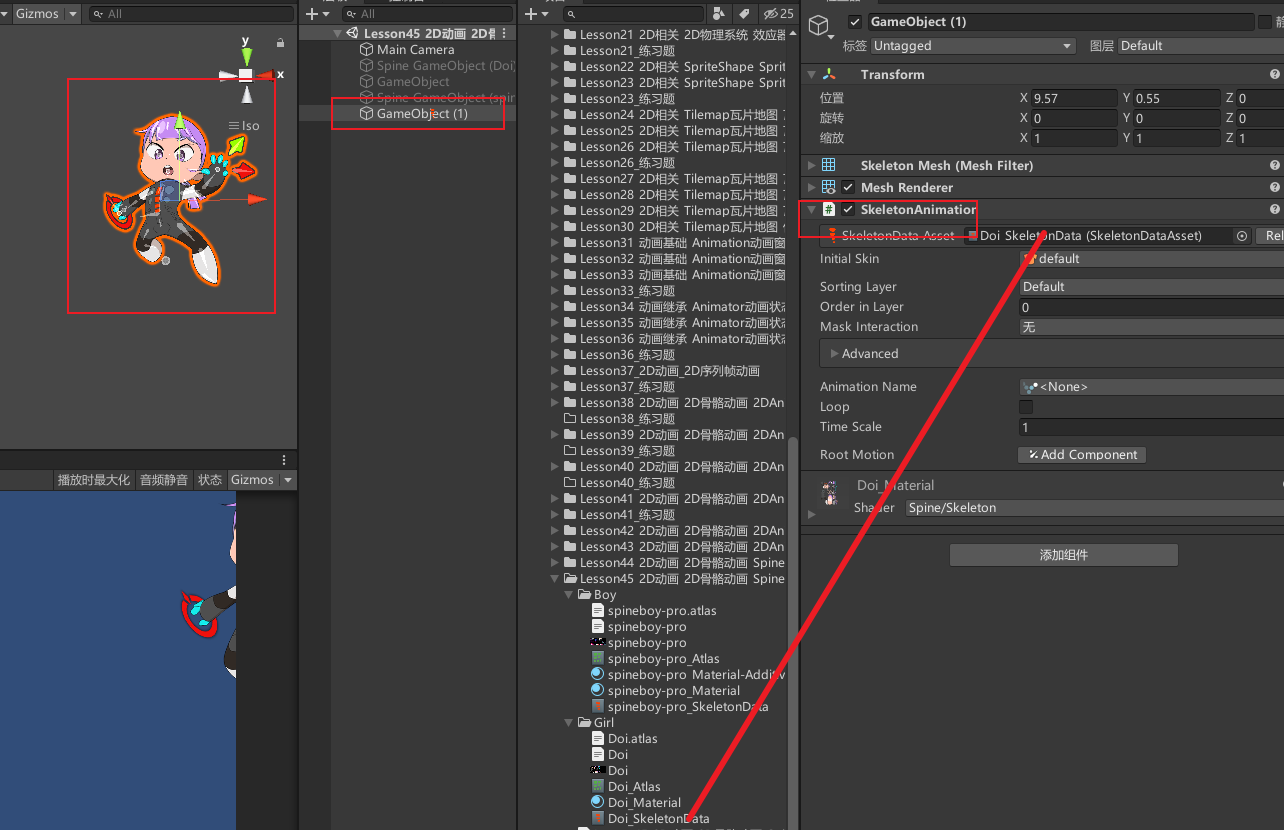 Gizmos
All
y
x
Iso
播放时最大化 音频静音 状态 Gizmos
All
Lesson45 2D动画 2D骨
Main Camera
Spine GameObject (Doi)
GameObject
Spine GameObject (spin
GameObject (1)
25
Lesson21 2D相关 2D物理系统 效应器
Lesson21_练习题
Lesson22 2D相关 SpriteShape Sprit
Lesson23 2D相关 SpriteShape Sprit
Lesson23_练习题
Lesson24 2D相关 Tilemap瓦片地图
Lesson25 2D相关 Tilemap瓦片地图
Lesson26 2D相关 Tilemap瓦片地图
Lesson26_练习题
Lesson27 2D相关 Tilemap瓦片地图
Lesson28 2D相关 Tilemap瓦片地图
Lesson29 2D相关 Tilemap瓦片地图
Lesson30 2D相关 Tilemap瓦片地图
Lesson31 动画基础 Animation动画窗
Lesson32 动画基础 Animation动画窗
Lesson33 动画基础 Animation动画窗
Lesson33_练习题
Lesson34 动画继承 Animator动画状态
Lesson35 动画继承 Animator动画状态
Lesson36 动画继承 Animator动画状态
Lesson36_练习题
Lesson37_2D动画_2D序列帧动画
Lesson37_练习题
Lesson38 2D动画 2D骨骼动画 2DAn
Lesson38_练习题
Lesson39 2D动画 2D骨骼动画 2DAn
Lesson39_练习题
Lesson40 2D动画 2D骨骼动画 2DAn
Lesson40_练习题
Lesson41 2D动画 2D骨骼动画 2DAn
Lesson41_练习题
Lesson42 2D动画 2D骨骼动画 2DAn
Lesson43 2D动画 2D骨骼动画 2DAn
Lesson44 2D动画 2D骨骼动画 Spine
Lesson45 2D动画 2D骨骼动画 Spine
Boy
spineboy-pro.atlas
spineboy-pro
spineboy-pro
spineboy-pro_Atlas
spineboy-pro_Material-Additiv
spineboy-pro_Material
spineboy-pro_SkeletonData
Girl
Doi.atlas
Doi
Doi
Doi_Atlas
Doi_Material
Doi_SkeletonData
GameObject (1)
标签 Untagged 图层 Default
Transform
位置 X 9.57 Y 0.55 Z 0
旋转 X 0 Y 0 Z 0
缩放 X 1 Y 1 Z 1
Skeleton Mesh (Mesh Filter)
Mesh Renderer
# SkeletonAnimation
SkeletonData Asset Doi_SkeletonData (SkeletonDataAsset) Rel
Initial Skin default
Sorting Layer Default
Order in Layer 0
Mask Interaction 无
Advanced
Animation Name <None>
Loop
Time Scale 1
Root Motion Add Component
Doi_Material
Shader Spine/Skeleton
添加组件